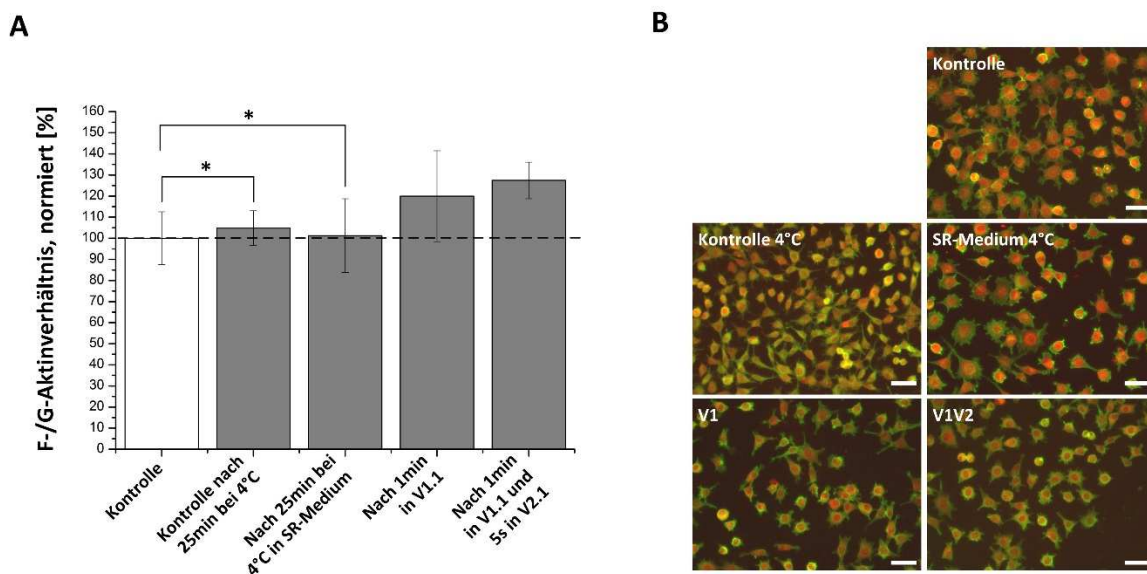 A
F-/G-Aktinverhältnis, normiert [%]
160
150
140
130
120
110
100
90
80
70
60
50
40
30
20
10
0
*
*
Kontrolle
Kontrolle nach
25min bei 4°C
Nach 25min bei
4°C in SR-Medium
Nach 1min
in V1.1
Nach 1min
in V1.1 und
5s in V2.1
B
Kontrolle
Kontrolle 4°C
SR-Medium 4°C
V1
V1V2